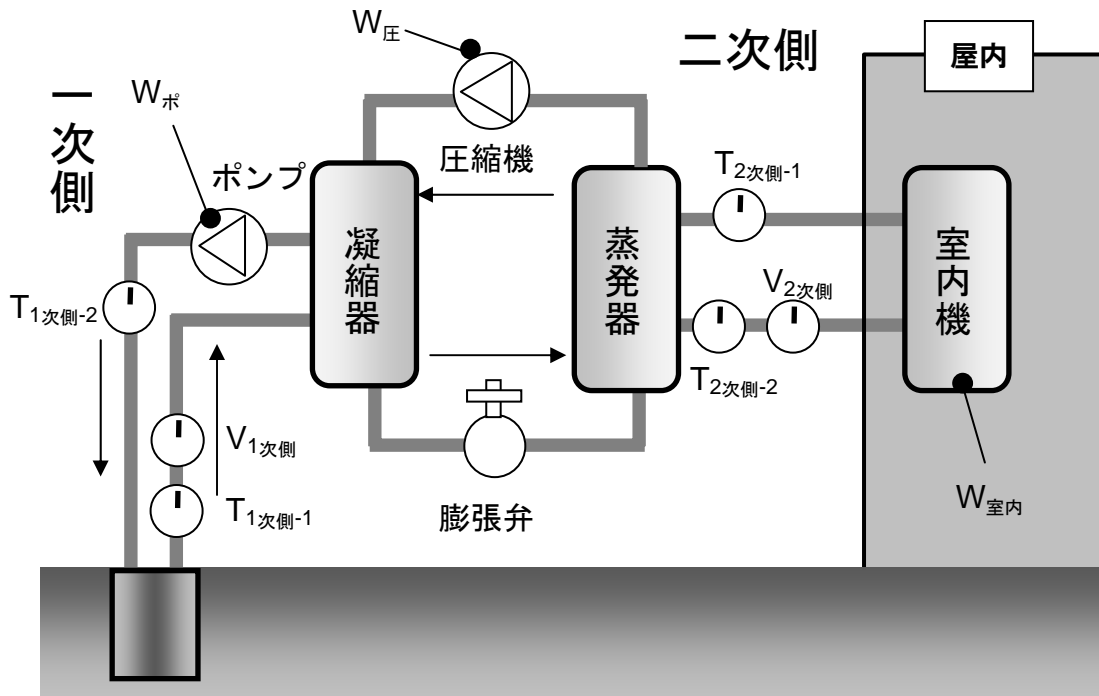 W圧
二次側
屋内
一次側
Wポ
ポンプ
圧縮機
T2次側-1
凝縮器
蒸発器
室内機
V2次側
T1次側-2
T2次側-2
V1次側
T1次側-1
膨張弁
W室内